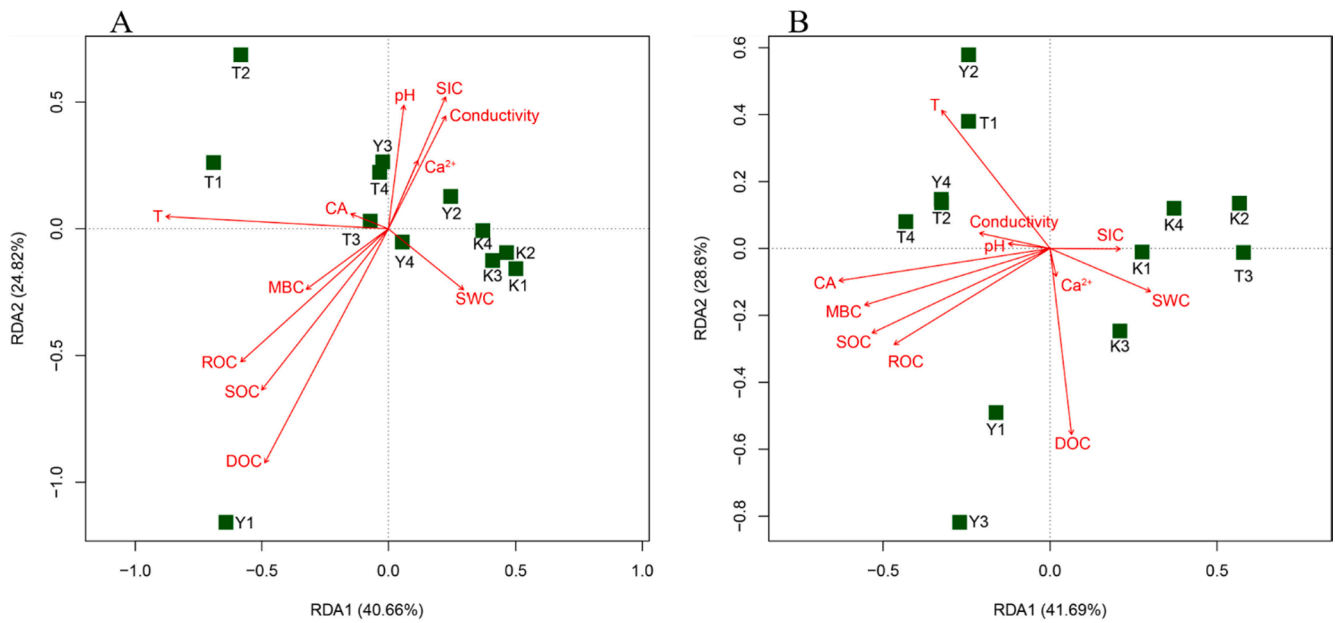 A
T2
pH
SIC
Conductivity
T1
Y3
T4
Ca²⁺
T
CA
Y2
T3
Y4
K4
K2
K3
K1
MBC
SWC
ROC
SOC
DOC
Y1
0.5
0.0
−0.5
−1.0
−1.0
−0.5
0.0
0.5
1.0
RDA2 (24.82%)
RDA1 (40.66%)
B
Y2
T
T1
Y4
T2
T4
Conductivity
pH
SIC
K4
K2
K1
T3
CA
MBC
SOC
ROC
Ca²⁺
SWC
K3
Y1
DOC
Y3
0.6
0.4
0.2
0.0
−0.2
−0.4
−0.6
−0.8
−0.5
0.0
0.5
RDA2 (28.6%)
RDA1 (41.69%)